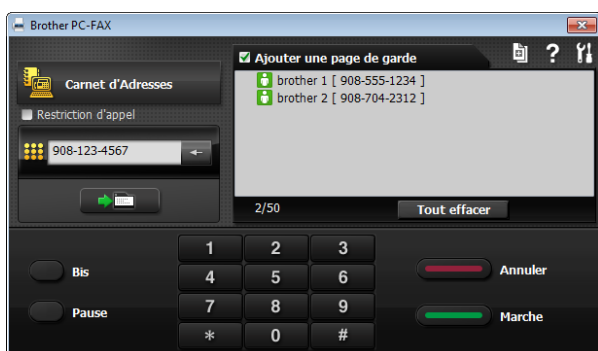 Brother PC-FAX
Ajouter une page de garde
?
Carnet d'Adresses
brother 1 [ 908-555-1234 ]
brother 2 [ 908-704-2312 ]
Restriction d'appel
908-123-4567
2/50
Tout effacer
1 2 3
Bis
4 5 6
Annuler
Pause
7 8 9
Marche
* 0 #